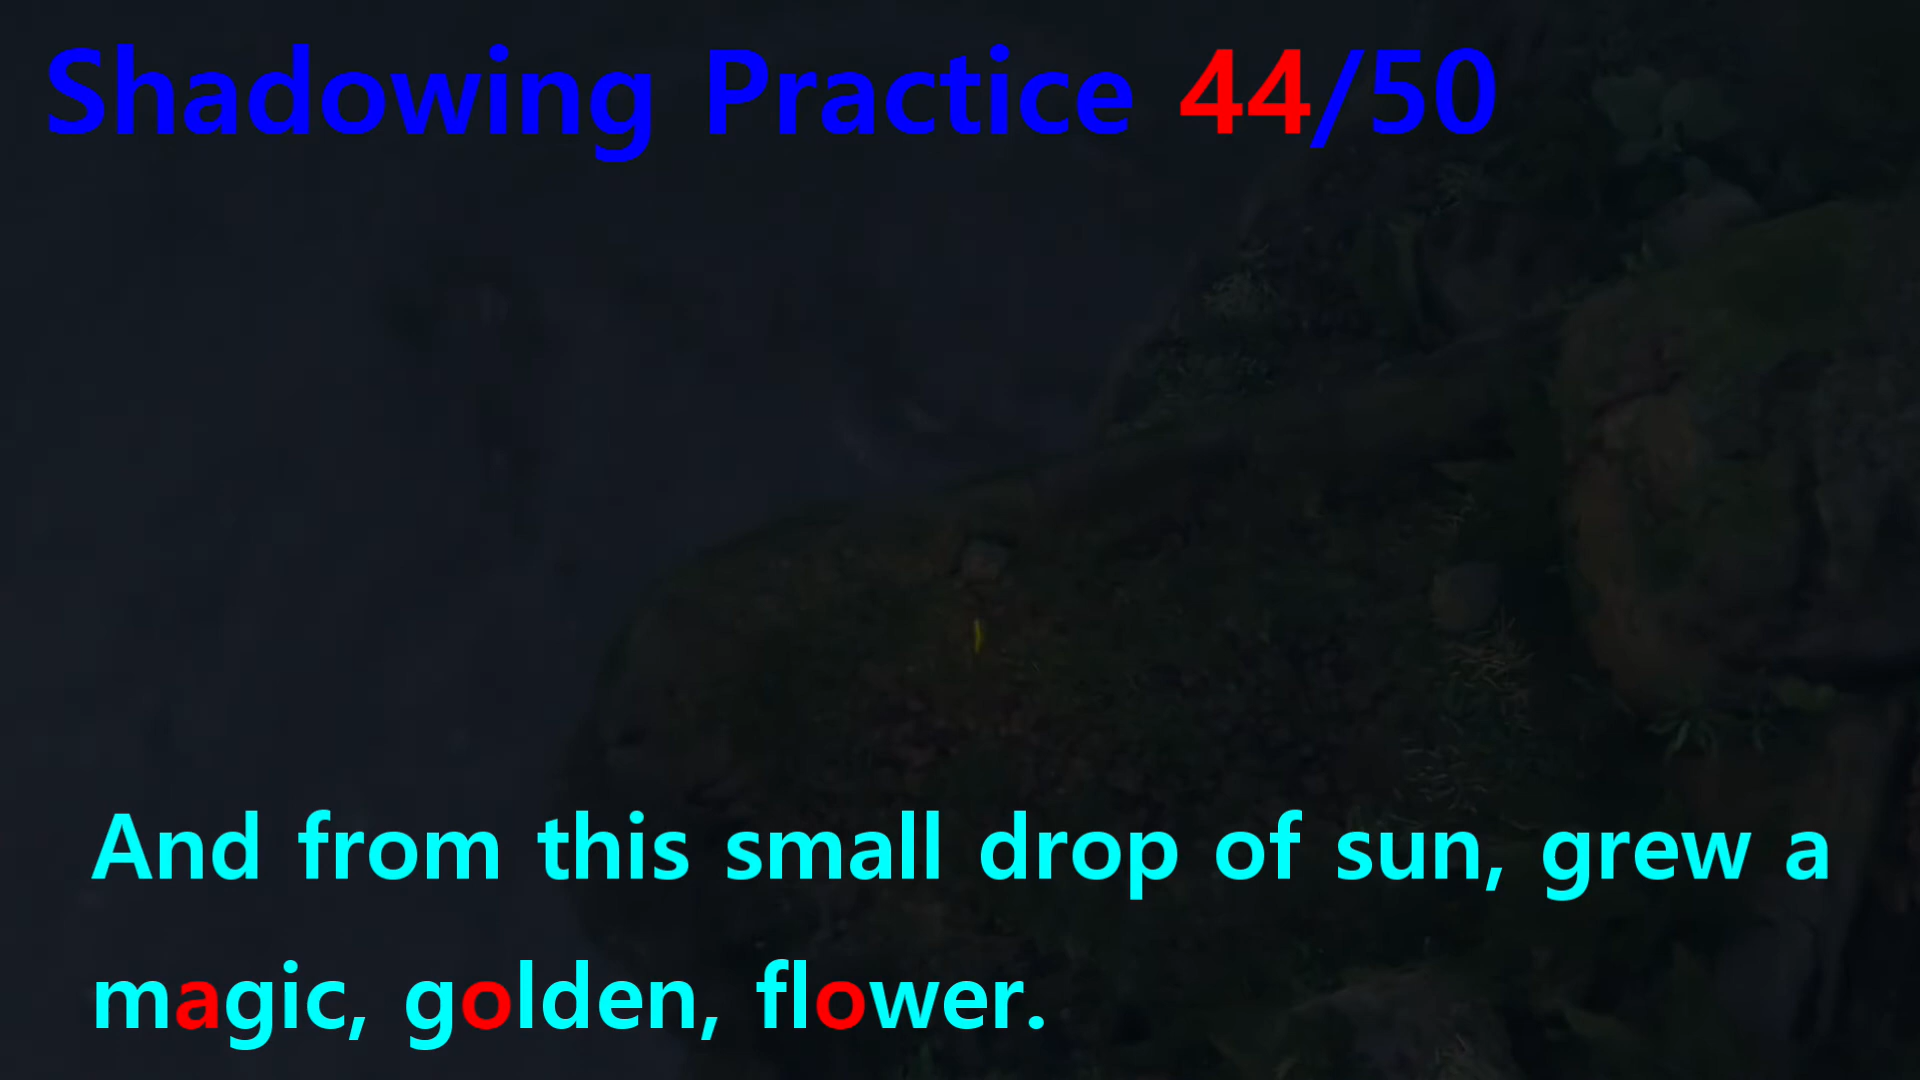 Shadowing Practice 44/50
And from this small drop of sun, grew a
magic, golden, flower.